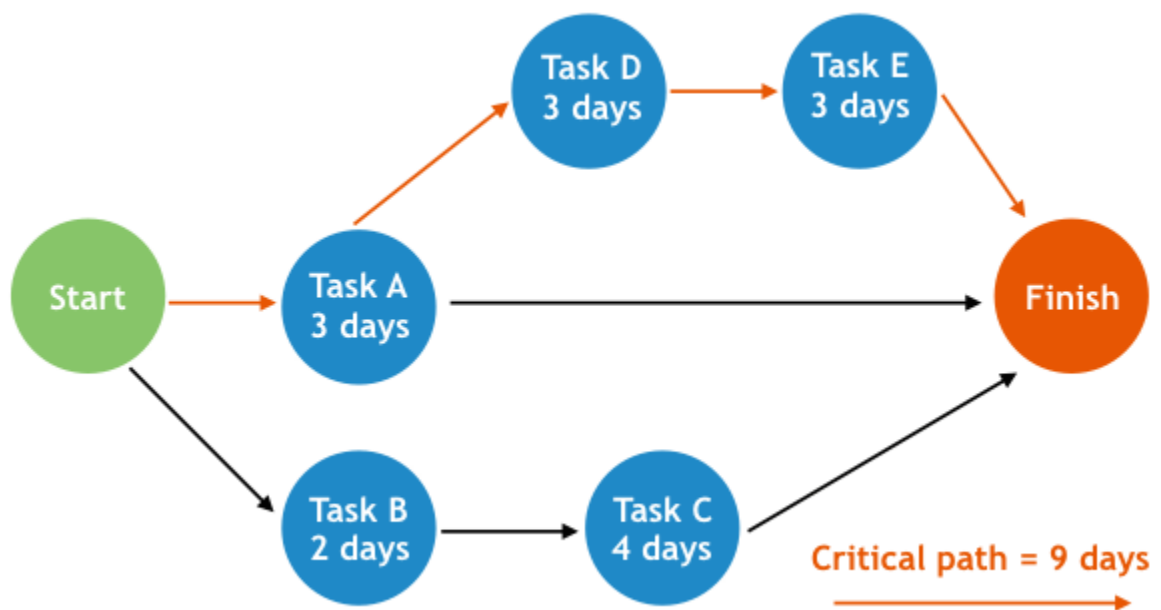 Task D
3 days
Task E
3 days
Start
Task A
3 days
Finish
Task B
2 days
Task C
4 days
Critical path = 9 days